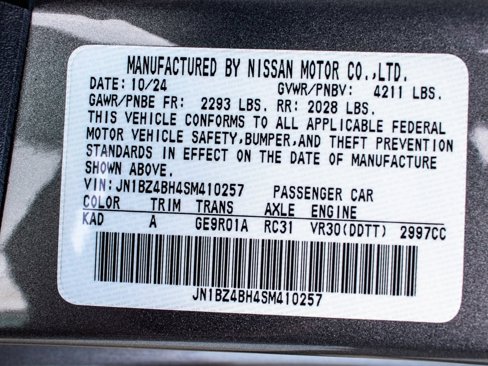 MANUFACTURED BY NISSAN MOTOR CO.,LTD.
DATE: 10/24 GVWR/PNBV: 4211 LBS.
GAWR/PNBE FR: 2293 LBS. RR: 2028 LBS.
THIS VEHICLE CONFORMS TO ALL APPLICABLE FEDERAL
MOTOR VEHICLE SAFETY,BUMPER,AND THEFT PREVENTION
STANDARDS IN EFFECT ON THE DATE OF MANUFACTURE
SHOWN ABOVE.
VIN: JN1BZ4BH4SM410257 PASSENGER CAR
COLOR TRIM TRANS AXLE ENGINE
KAD A GE9R01A RC31 VR30(DDTT) 2997CC
JN1BZ4BH4SM410257